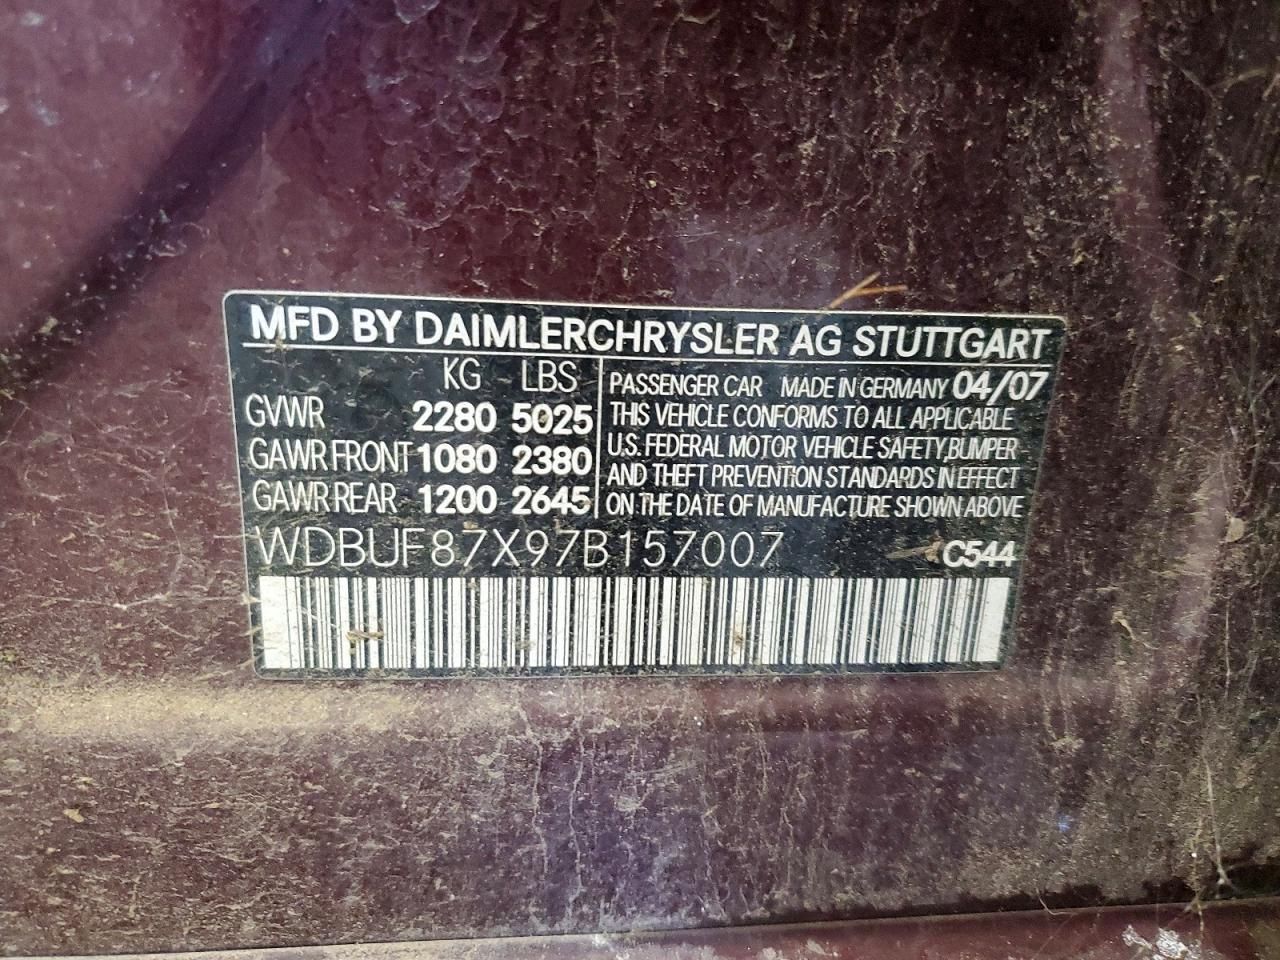 MFD BY DAIMLERCHRYSLER AG STUTTGART
KG LBS
GVWR 2280 5025
GAWR FRONT 1080 2380
GAWR REAR 1200 2645
PASSENGER CAR MADE IN GERMANY 04/07
THIS VEHICLE CONFORMS TO ALL APPLICABLE
U.S. FEDERAL MOTOR VEHICLE SAFETY, BUMPER
AND THEFT PREVENTION STANDARDS IN EFFECT
ON THE DATE OF MANUFACTURE SHOWN ABOVE
WDBUF87X97B157007 C544